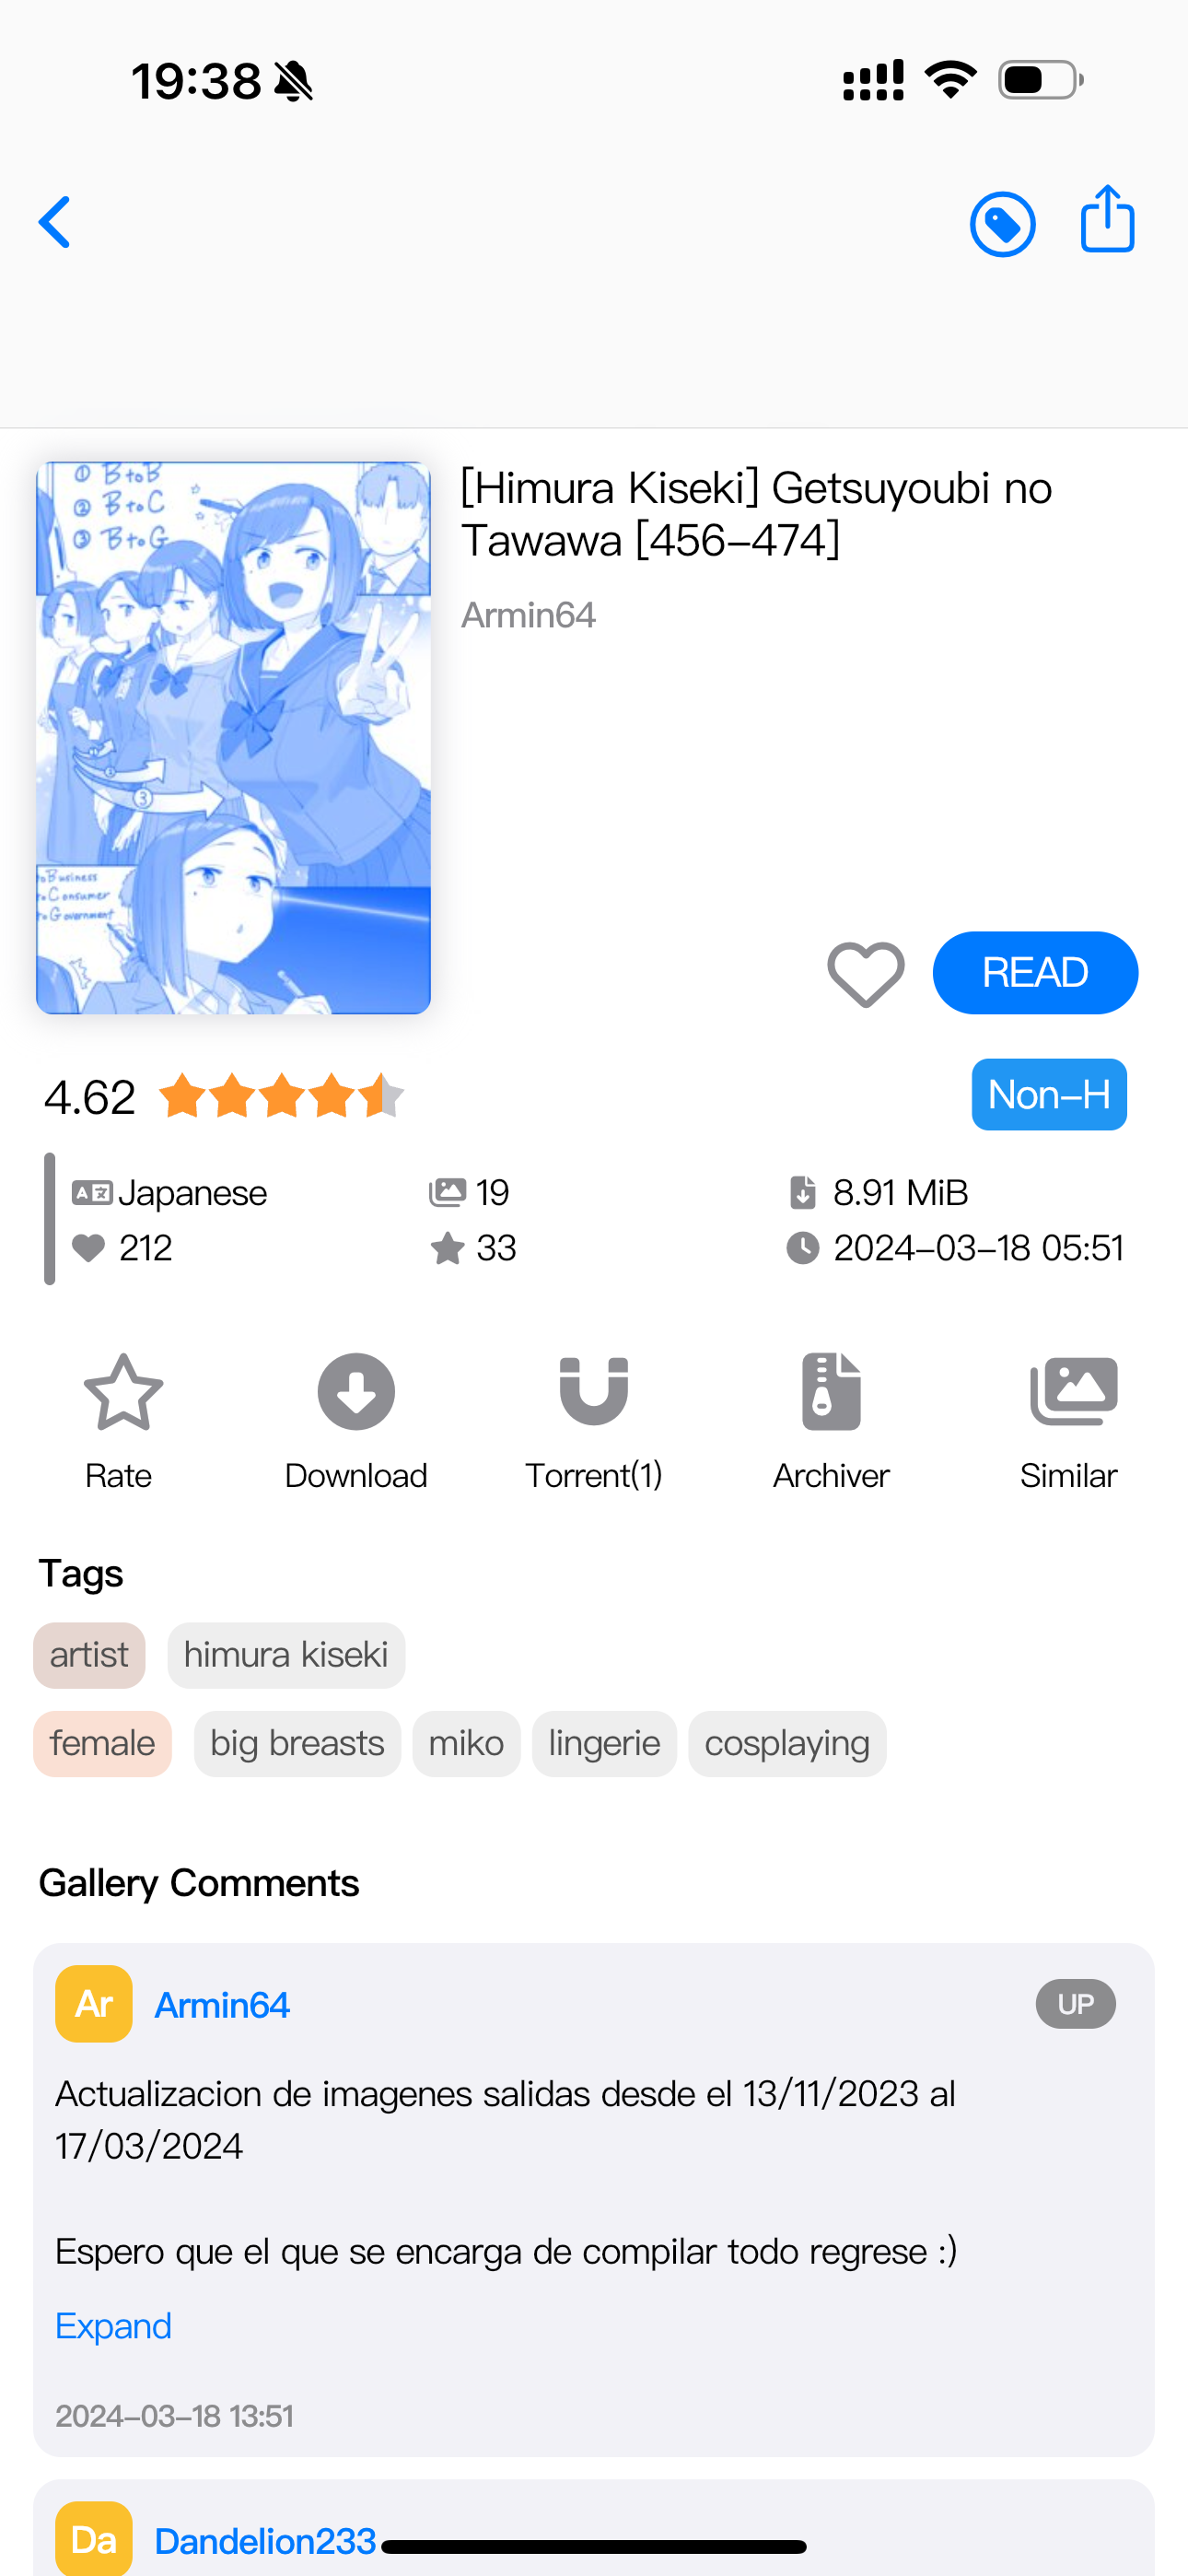 19:38
① B to B
② B to C
③ B to G
[Himura Kiseki] Getsuyoubi no
Tawawa [456–474]
Armin64
①
②
③
Business
Consumer
Government
READ
4.62
Non–H
Japanese
19
8.91 MiB
212
33
2024–03–18 05:51
Rate
Download
Torrent(1)
Archiver
Similar
Tags
artist
himura kiseki
female
big breasts
miko
lingerie
cosplaying
Gallery Comments
Ar
Armin64
UP
Actualizacion de imagenes salidas desde el 13/11/2023 al
17/03/2024
Espero que el que se encarga de compilar todo regrese :)
Expand
2024–03–18 13:51
Da
Dandelion233